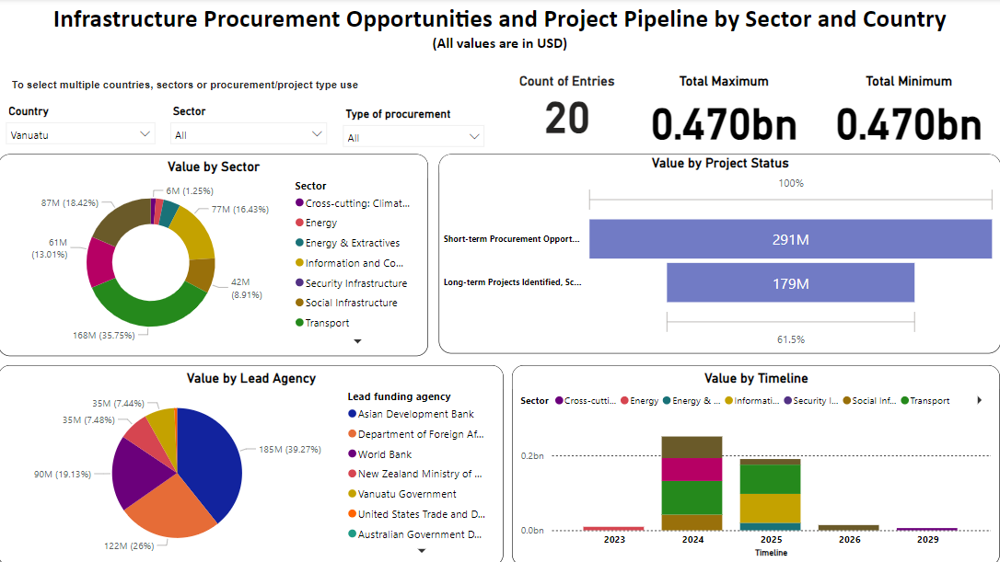 Infrastructure Procurement Opportunities and Project Pipeline by Sector and Country
(All values are in USD)
To select multiple countries, sectors or procurement/project type use
Country
Vanuatu
Sector
All
Type of procurement
All
Count of Entries
20
Total Maximum
0.470bn
Total Minimum
0.470bn
Value by Sector
6M (1.25%)
77M (16.43%)
42M
(8.91%)
168M (35.75%)
61M
(13.01%)
87M (18.42%)
Sector
Cross-cutting: Climat...
Energy
Energy & Extractives
Information and Co...
Security Infrastructure
Social Infrastructure
Transport
Value by Project Status
100%
Short-term Procurement Opport...
291M
Long-term Projects Identified, Sc...
179M
61.5%
Value by Lead Agency
35M (7.44%)
35M (7.48%)
90M (19.13%)
122M (26%)
185M (39.27%)
Lead funding agency
Asian Development Bank
Department of Foreign Af...
World Bank
New Zealand Ministry of ...
Vanuatu Government
United States Trade and D...
Australian Government D...
Value by Timeline
Sector Cross-cutti... Energy Energy & ... Informati... Security I... Social Inf... Transport
0.2bn
0.0bn
2023 2024 2025 2026 2029
Timeline